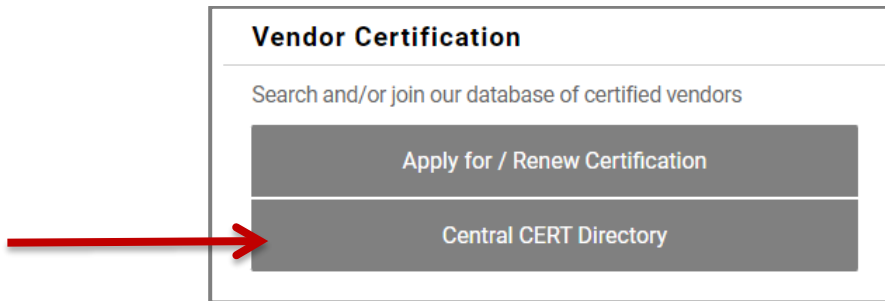 Vendor Certification
Search and/or join our database of certified vendors
Apply for / Renew Certification
Central CERT Directory